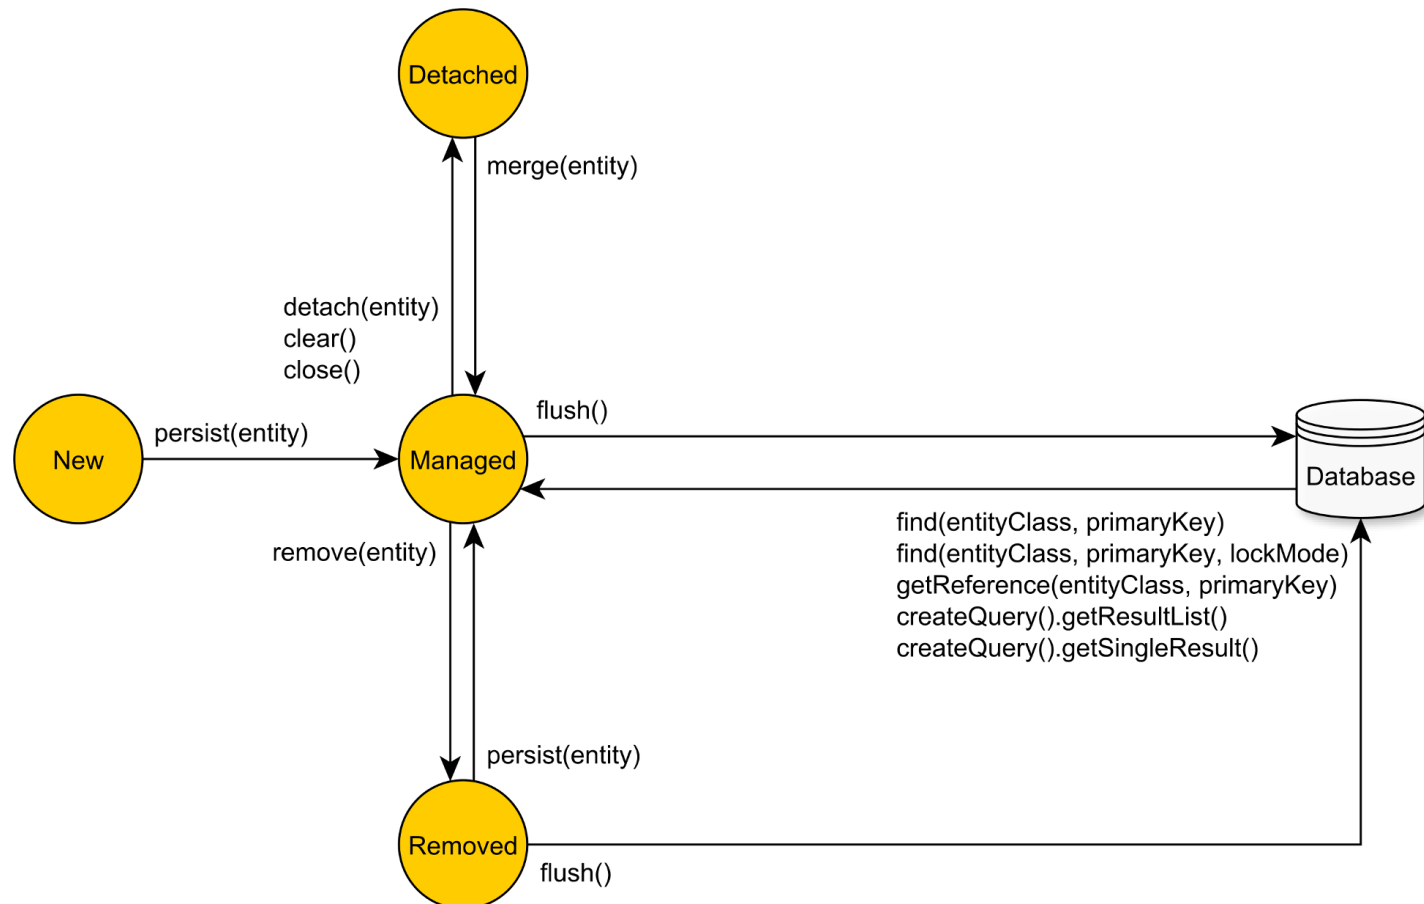 Detached
merge(entity)
detach(entity)
clear()
close()
flush()
persist(entity)
New
Managed
Database
find(entityClass, primaryKey)
remove(entity)
find(entityClass, primaryKey, lockMode)
getReference(entityClass, primaryKey)
createQuery().getResultList()
createQuery().getSingleResult()
persist(entity)
Removed
flush()